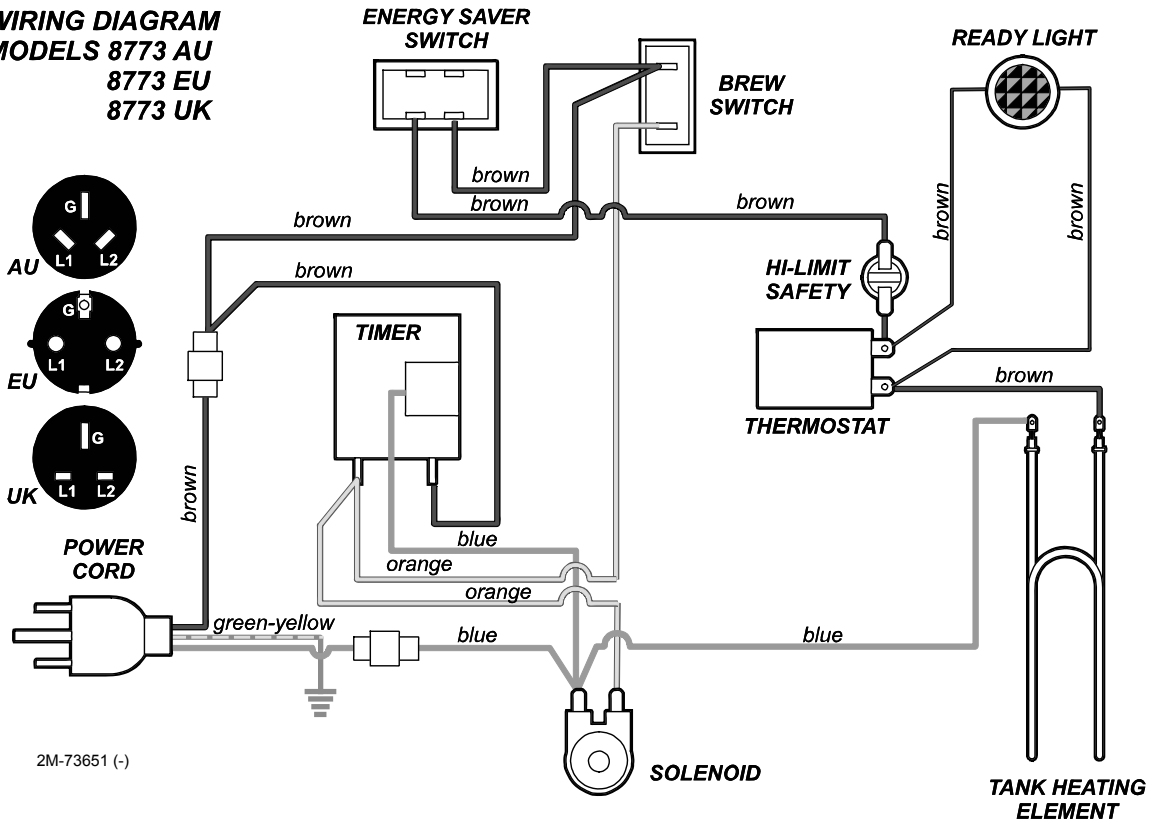 WIRING DIAGRAM
MODELS 8773 AU
8773 EU
8773 UK
ENERGY SAVER
SWITCH
BREW
SWITCH
READY LIGHT
brown
brown
brown
brown
brown
brown
brown
G
L1 L2
AU
G
L1 L2
EU
G
L1 L2
UK
HI-LIMIT
SAFETY
TIMER
THERMOSTAT
brown
brown
POWER
CORD
blue
orange
orange
green-yellow
blue
blue
2M-73651 (-)
SOLENOID
TANK HEATING
ELEMENT